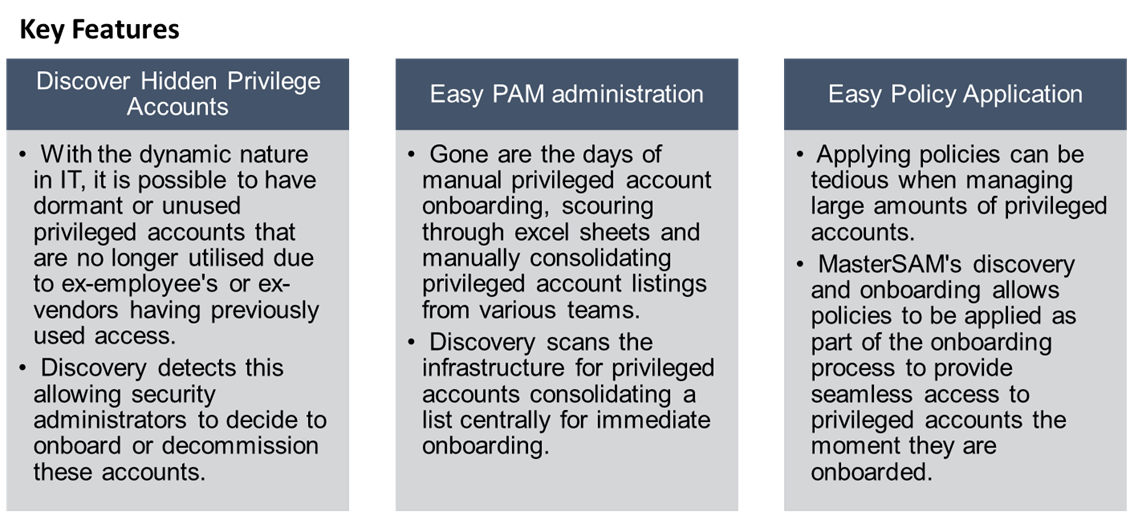 Key Features
Discover Hidden Privilege
Accounts
• With the dynamic nature
in IT, it is possible to have
dormant or unused
privileged accounts that
are no longer utilised due
to ex-employee's or ex-
vendors having previously
used access.
• Discovery detects this
allowing security
administrators to decide to
onboard or decommission
these accounts.
Easy PAM administration
• Gone are the days of
manual privileged account
onboarding, scouring
through excel sheets and
manually consolidating
privileged account listings
from various teams.
• Discovery scans the
infrastructure for privileged
accounts consolidating a
list centrally for immediate
onboarding.
Easy Policy Application
• Applying policies can be
tedious when managing
large amounts of privileged
accounts.
• MasterSAM's discovery
and onboarding allows
policies to be applied as
part of the onboarding
process to provide
seamless access to
privileged accounts the
moment they are
onboarded.